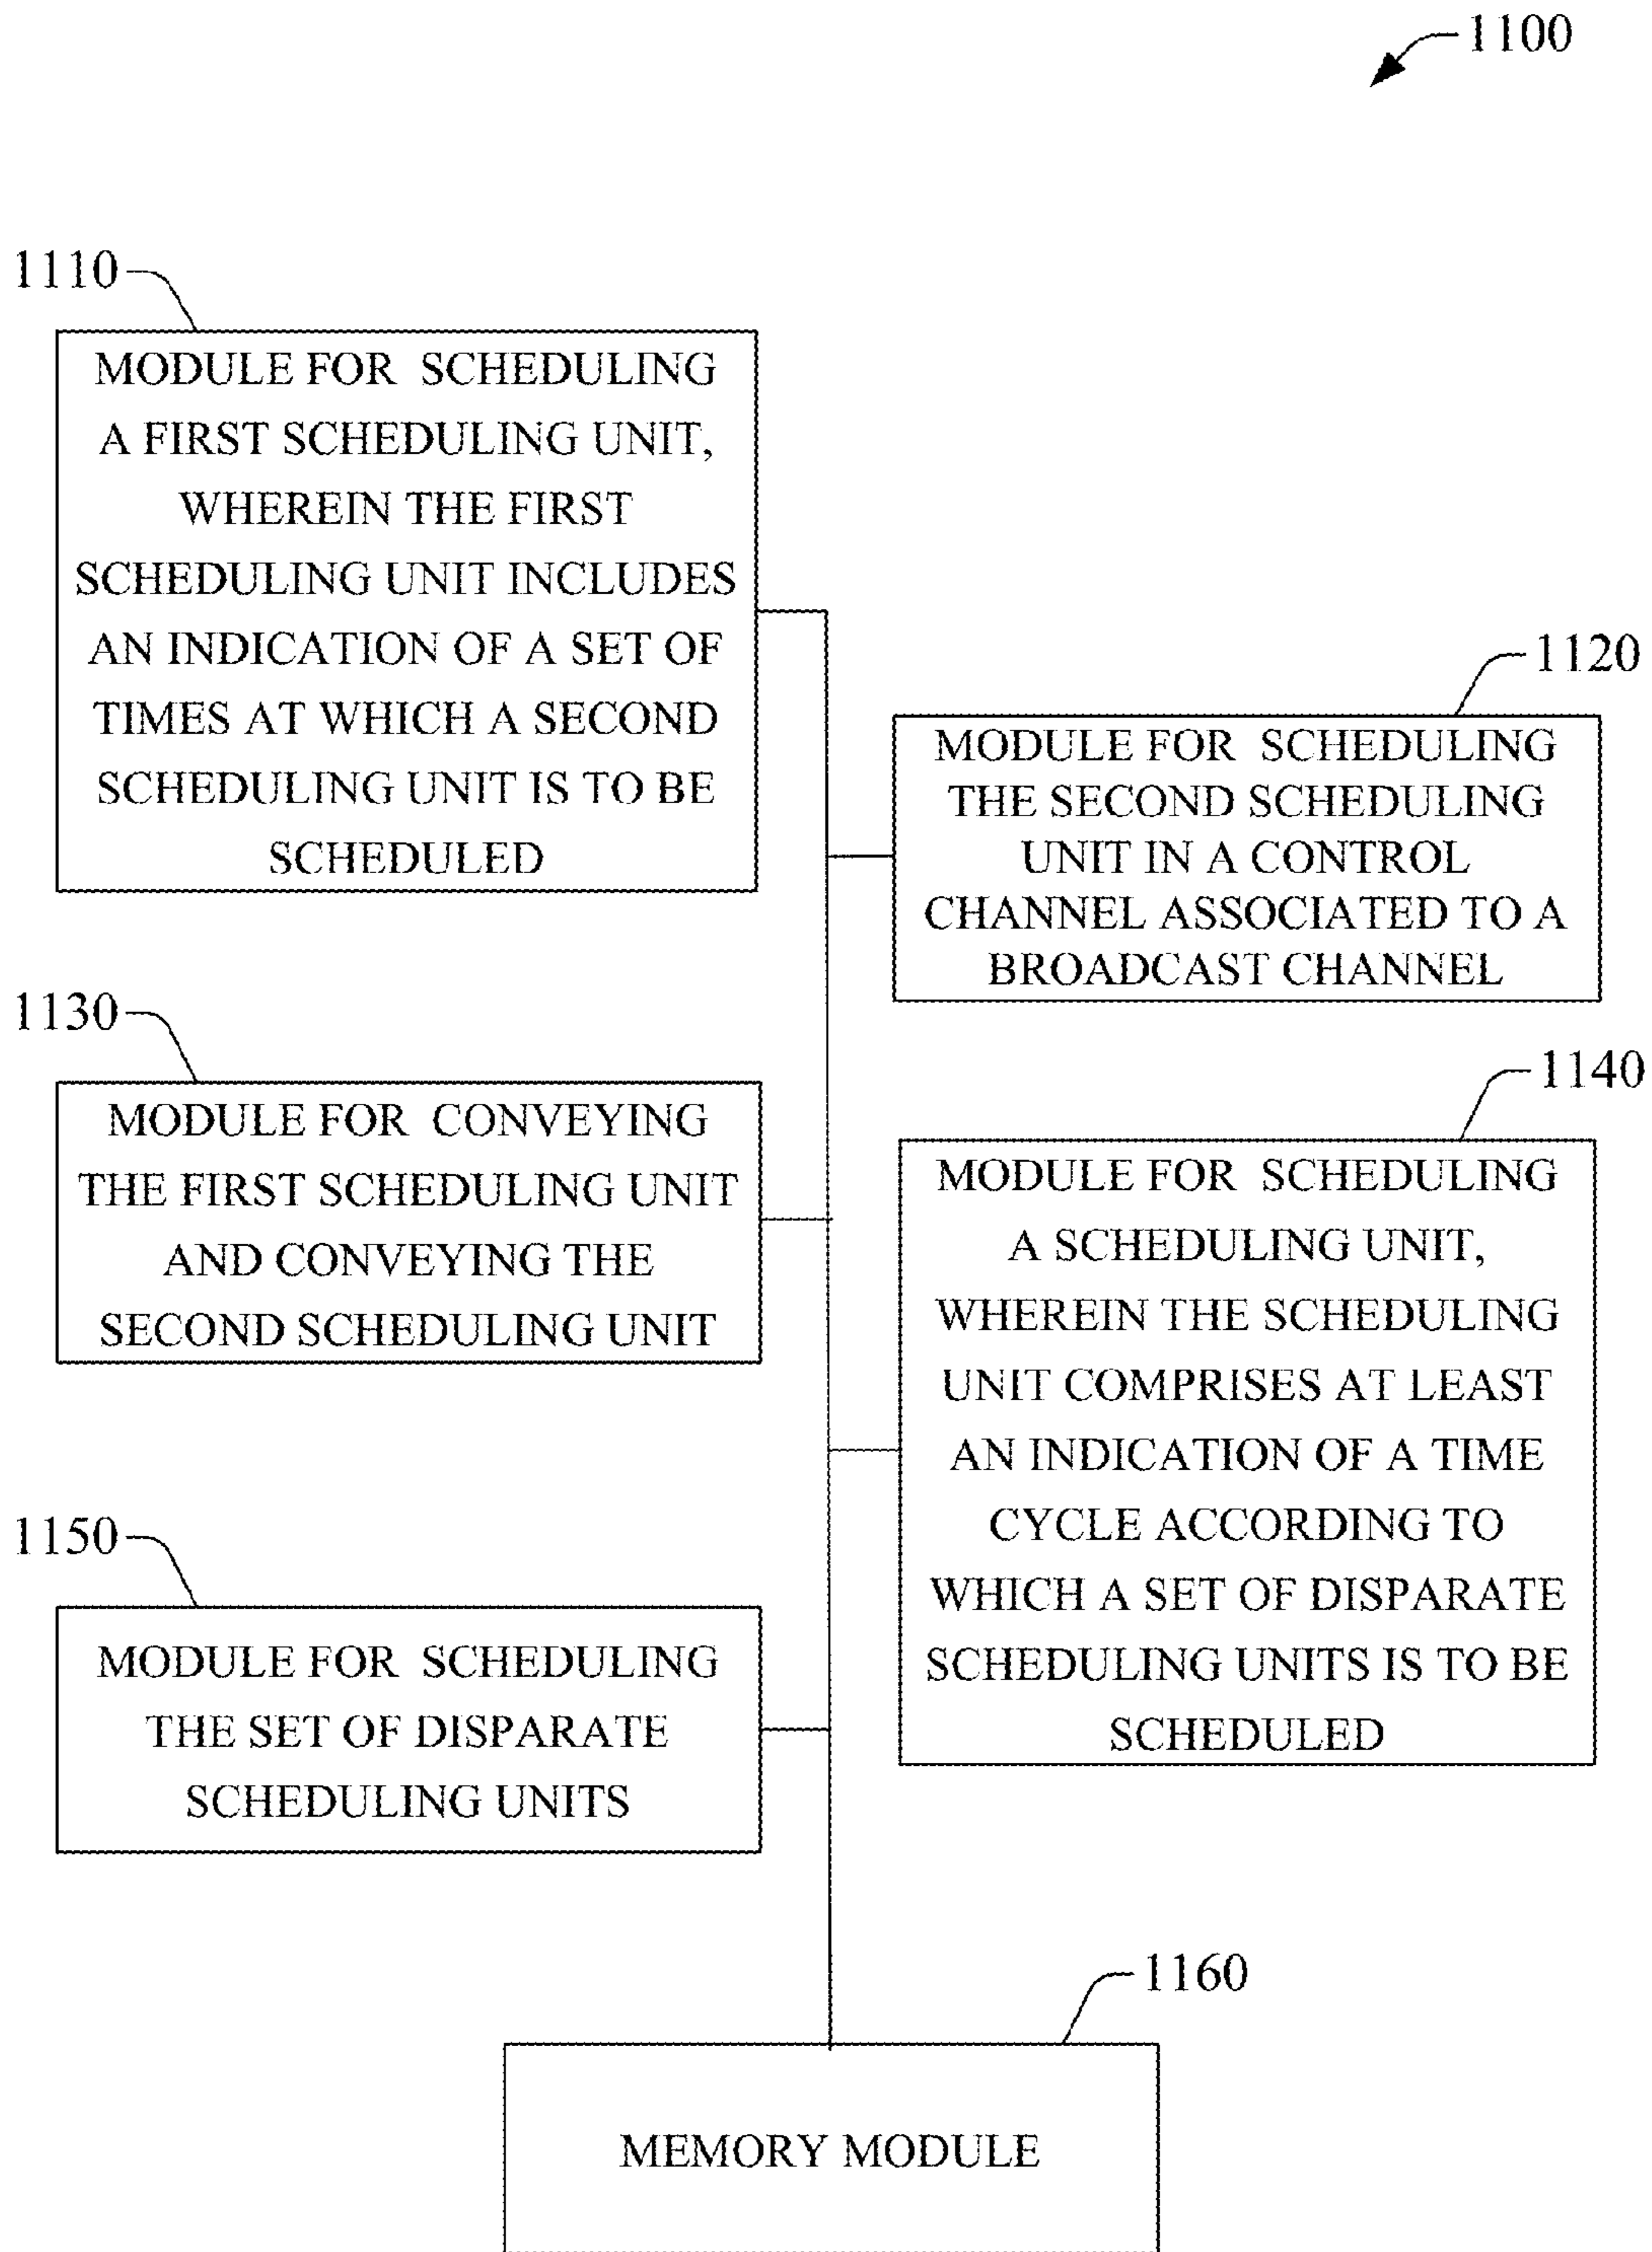 1100
1110
MODULE FOR SCHEDULING
A FIRST SCHEDULING UNIT,
WHEREIN THE FIRST
SCHEDULING UNIT INCLUDES
AN INDICATION OF A SET OF
TIMES AT WHICH A SECOND
SCHEDULING UNIT IS TO BE
SCHEDULED
1120
MODULE FOR SCHEDULING
THE SECOND SCHEDULING
UNIT IN A CONTROL
CHANNEL ASSOCIATED TO A
BROADCAST CHANNEL
1130
MODULE FOR CONVEYING
THE FIRST SCHEDULING UNIT
AND CONVEYING THE
SECOND SCHEDULING UNIT
1140
MODULE FOR SCHEDULING
A SCHEDULING UNIT,
WHEREIN THE SCHEDULING
UNIT COMPRISES AT LEAST
AN INDICATION OF A TIME
CYCLE ACCORDING TO
WHICH A SET OF DISPARATE
SCHEDULING UNITS IS TO BE
SCHEDULED
1150
MODULE FOR SCHEDULING
THE SET OF DISPARATE
SCHEDULING UNITS
1160
MEMORY MODULE